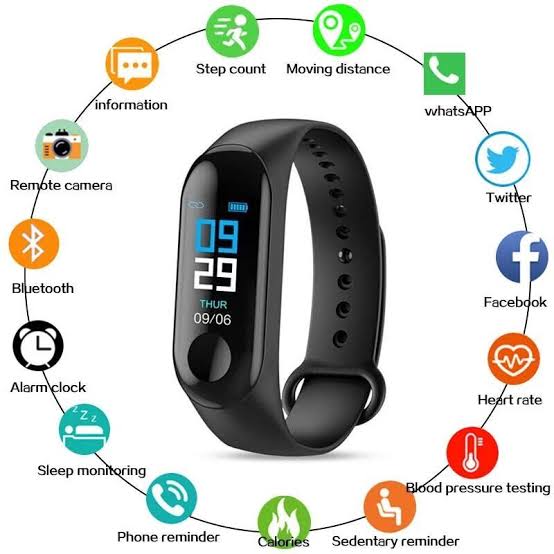 Step count
Moving distance
information
whatsAPP
Remote camera
Twitter
Bluetooth
Facebook
09
29
THUR
09/06
Alarm clock
Heart rate
zZZ
Sleep monitoring
Blood pressure testing
Phone reminder
Calories
Sedentary reminder